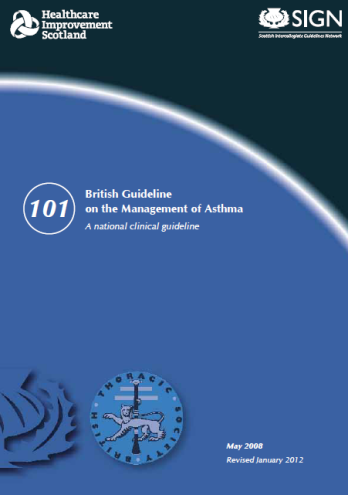 Healthcare
Improvement
Scotland
SIGN
Scottish Intercollegiate Guidelines Network
101
British Guideline
on the Management of Asthma
A national clinical guideline
BRITISH THORACIC SOCIETY
May 2008
Revised January 2012